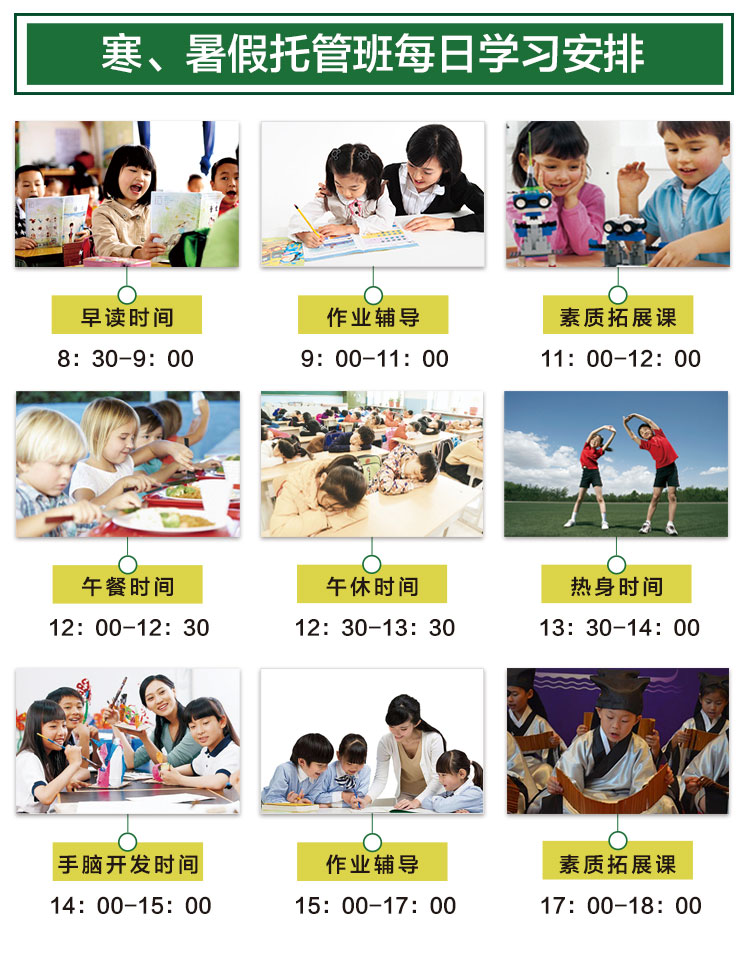 寒、暑假托管班每日学习安排
早读时间 作业辅导 素质拓展课
8：30-9：00 9：00-11：00 11：00-12：00
午餐时间 午休时间 热身时间
12：00-12：30 12：30-13：30 13：30-14：00
手脑开发时间 作业辅导 素质拓展课
14：00-15：00 15：00-17：00 17：00-18：00